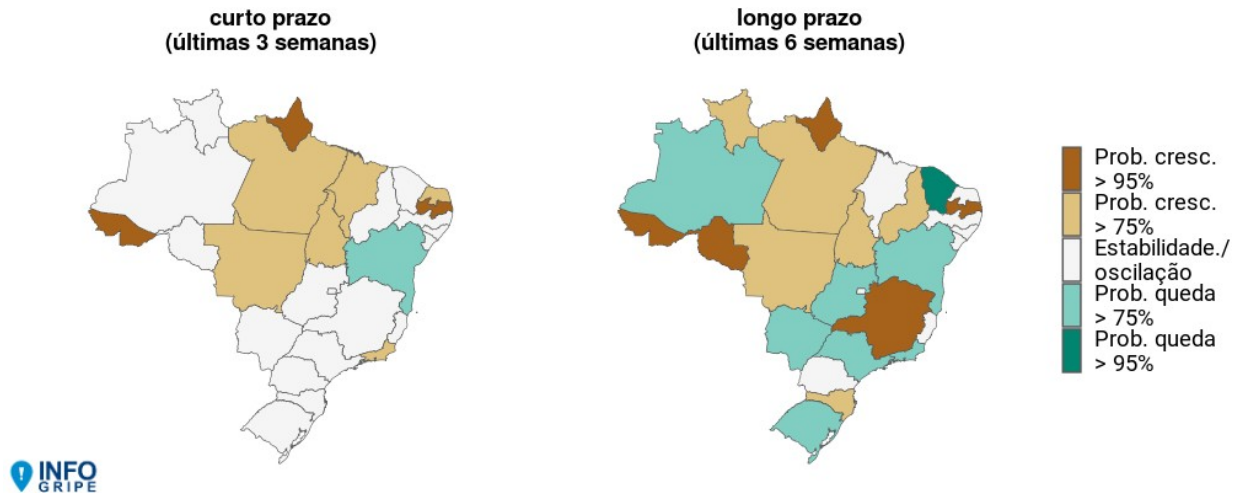 curto prazo
(últimas 3 semanas)
longo prazo
(últimas 6 semanas)
Prob. cresc.
> 95%
Prob. cresc.
> 75%
Estabilidade./
oscilação
Prob. queda
> 75%
Prob. queda
> 95%
INFO
GRIPE